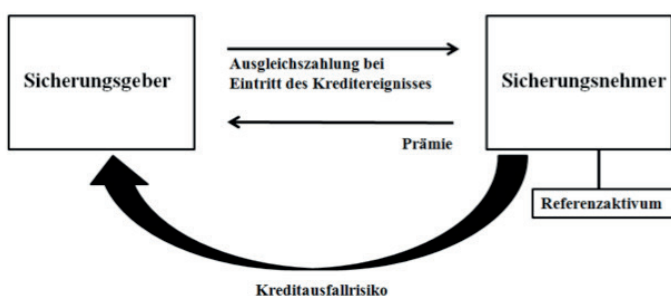 Sicherungsgeber
Ausgleichszahlung bei
Eintritt des Kreditereignisses
Prämie
Sicherungsnehmer
Referenzaktivum
Kreditausfallrisiko